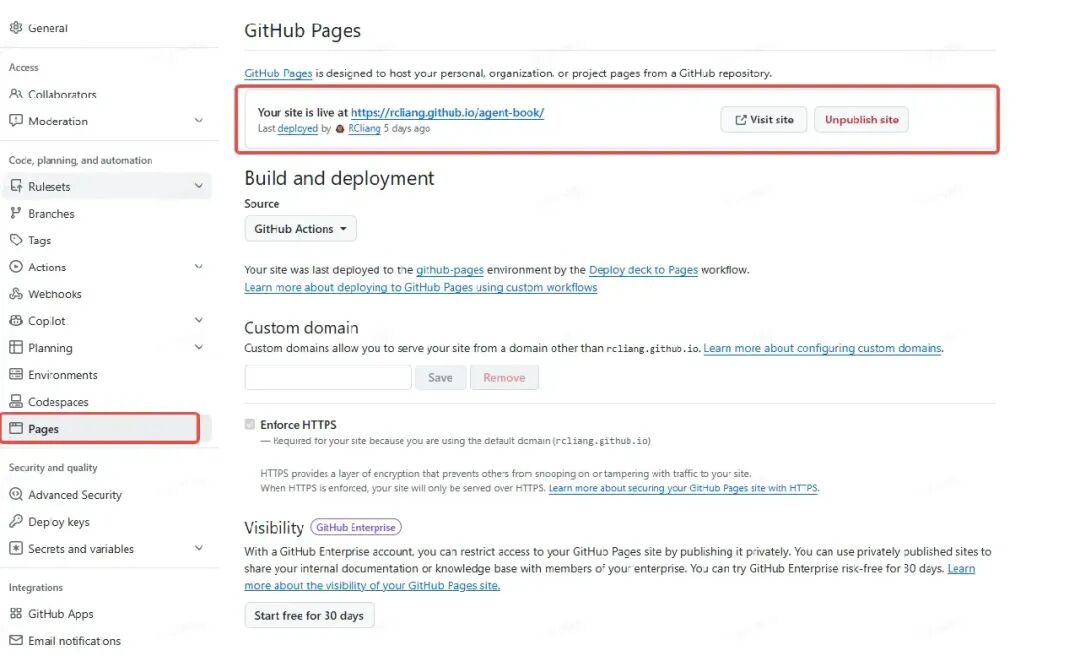 General
Access
Collaborators
Moderation
Code, planning, and automation
Rulesets
Branches
Tags
Actions
Webhooks
Copilot
Planning
Environments
Codespaces
Pages
Security and quality
Advanced Security
Deploy keys
Secrets and variables
Integrations
GitHub Apps
Email notifications
GitHub Pages
GitHub Pages is designed to host your personal, organization, or project pages from a GitHub repository.
Your site is live at https://rcliang.github.io/agent-book/
Last deployed by RCliang 5 days ago
Visit site
Unpublish site
Build and deployment
Source
GitHub Actions
Your site was last deployed to the github-pages environment by the Deploy deck to Pages workflow.
Learn more about deploying to GitHub Pages using custom workflows
Custom domain
Custom domains allow you to serve your site from a domain other than rcliang.github.io. Learn more about configuring custom domains.
Save
Remove
Enforce HTTPS
— Required for your site because you are using the default domain (rcliang.github.io)
HTTPS provides a layer of encryption that prevents others from snooping on or tampering with traffic to your site.
When HTTPS is enforced, your site will only be served over HTTPS. Learn more about securing your GitHub Pages site with HTTPS.
Visibility GitHub Enterprise
With a GitHub Enterprise account, you can restrict access to your GitHub Pages site by publishing it privately. You can use privately published sites to
share your internal documentation or knowledge base with members of your enterprise. You can try GitHub Enterprise risk-free for 30 days. Learn
more about the visibility of your GitHub Pages site.
Start free for 30 days